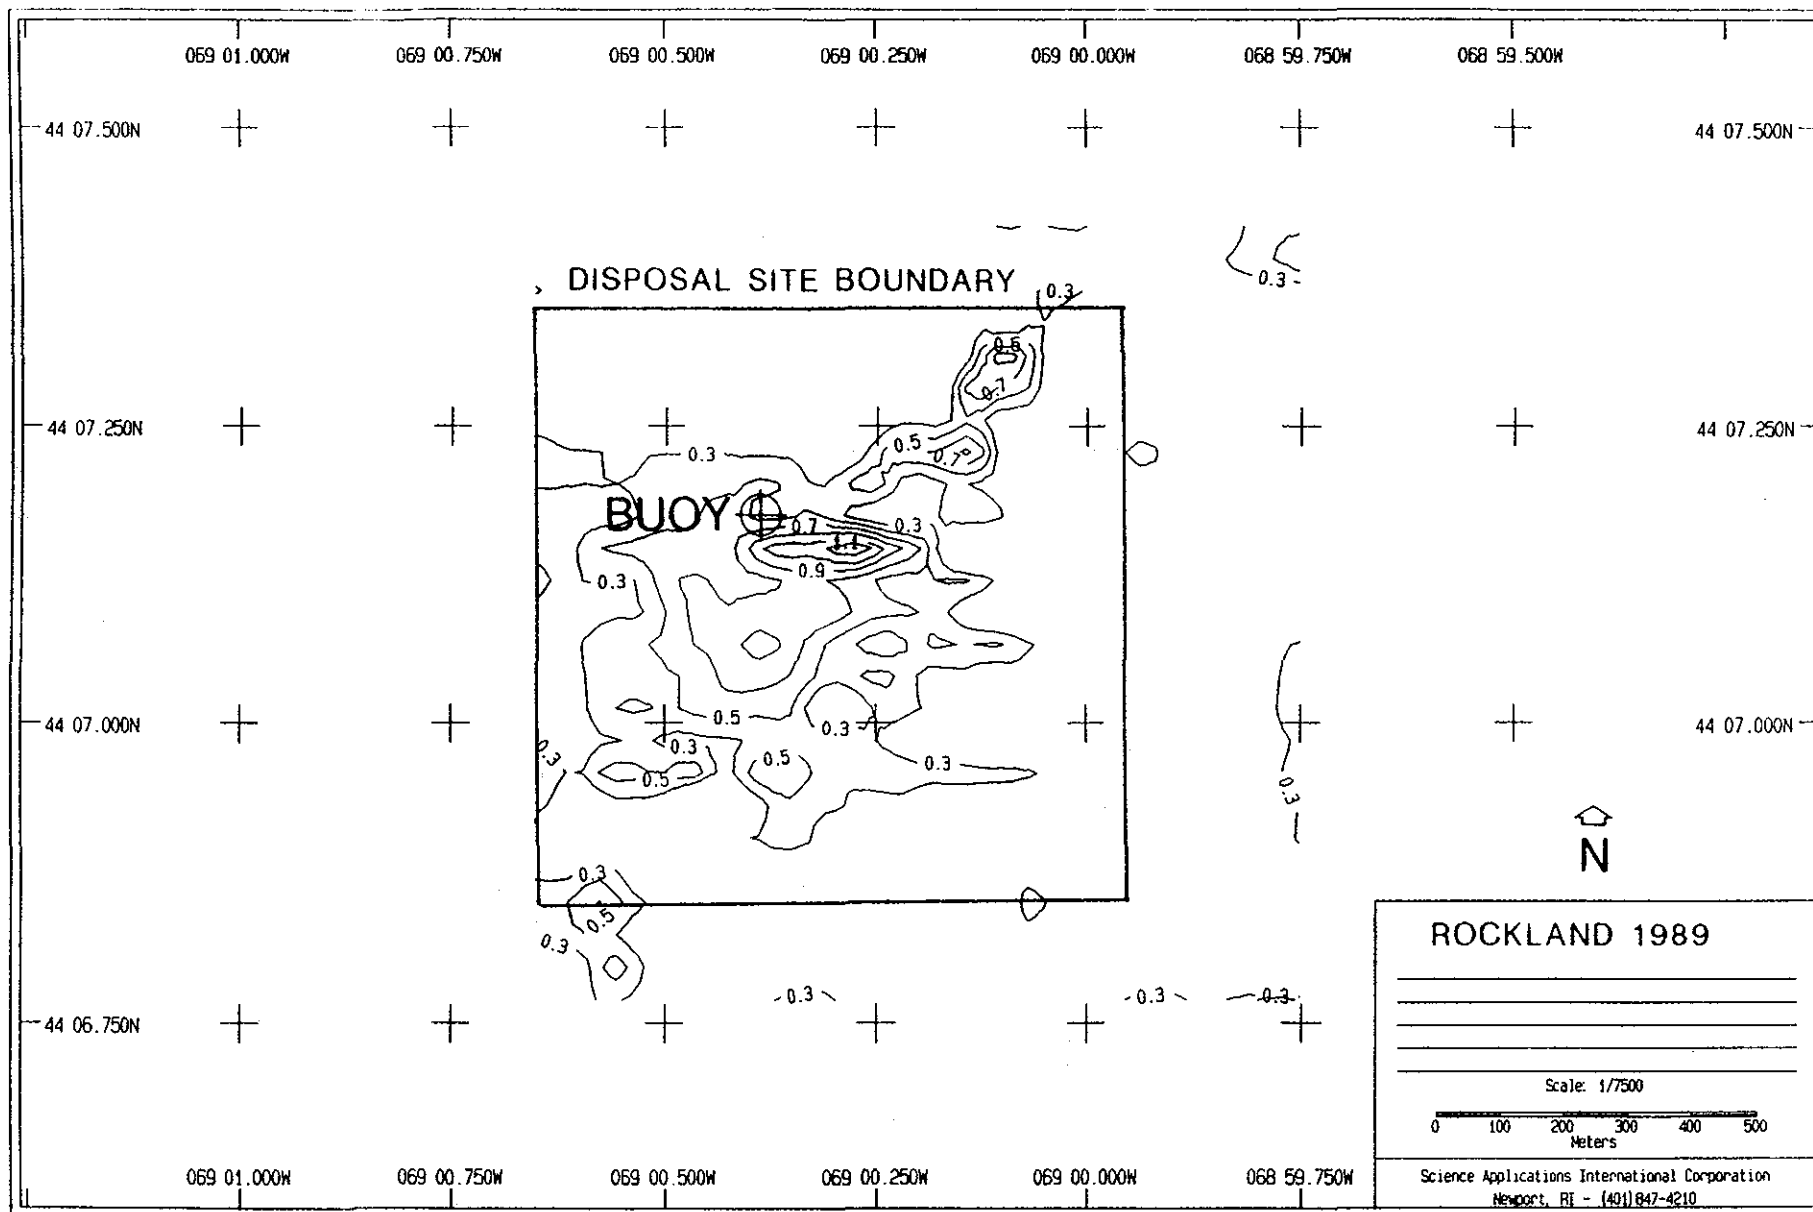 069 01.000W 069 00.750W 069 00.500W 069 00.250W 069 00.000W 068 59.750W 068 59.500W
44 07.500N 44 07.500N
0.3 -
DISPOSAL SITE BOUNDARY
0.3
0.5
0.7
44 07.250N 44 07.250N
0.5
0.3
0.7
BUOY
0.7
0.3
1.1
0.9
0.3
0.5
44 07.000N 44 07.000N
0.3
0.3
0.3
0.5
0.3
0.5
0.3
N
0.3
0.5
0.3
ROCKLAND 1989
0.3
0.3
0.3
44 06.750N
Scale: 1/7500
0 100 200 300 400 500
Meters
069 01.000W 069 00.750W 069 00.500W 069 00.250W 069 00.000W 068 59.750W
Science Applications International Corporation
Newport, RI - (401)847-4210